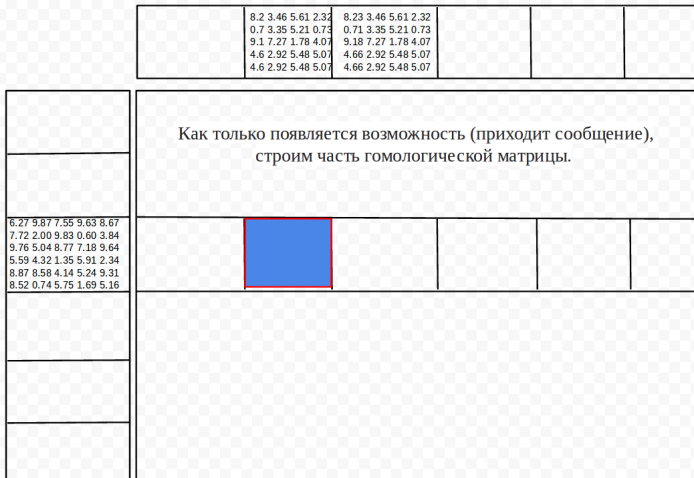 8.2 3.46 5.61 2.32
0.7 3.35 5.21 0.73
9.1 7.27 1.78 4.07
4.6 2.92 5.48 5.07
4.6 2.92 5.48 5.07
8.23 3.46 5.61 2.32
0.71 3.35 5.21 0.73
9.18 7.27 1.78 4.07
4.66 2.92 5.48 5.07
4.66 2.92 5.48 5.07
Как только появляется возможность (приходит сообщение),
строим часть гомологической матрицы.
6.27 9.87 7.55 9.63 8.67
7.72 2.00 9.83 0.60 3.84
9.76 5.04 8.77 7.18 9.64
5.59 4.32 1.35 5.91 2.34
8.87 8.58 4.14 5.24 9.31
8.52 0.74 5.75 1.69 5.16